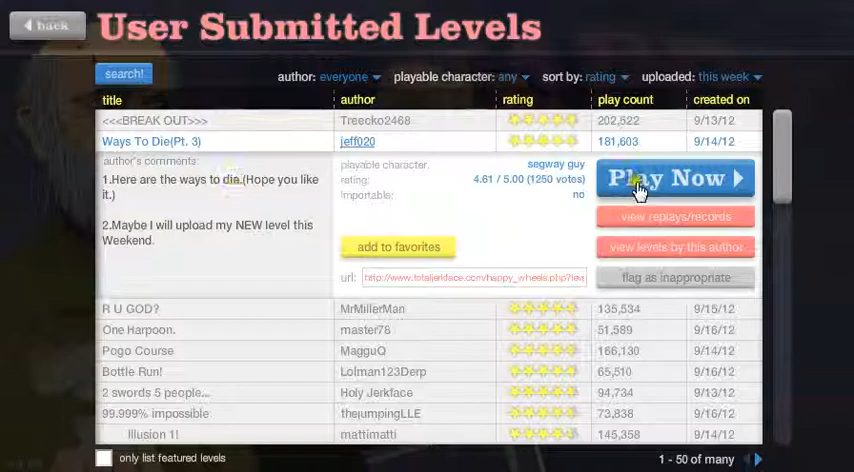 back
User Submitted Levels
search!
author: everyone playable character: any sort by: rating uploaded: this week
title author rating play count created on
<<<BREAK OUT>>> Treecko2468 202,522 9/13/12
Ways To Die(Pt. 3) jeff020 181,603 9/14/12
author's comments:
1.Here are the ways to die.(Hope you like
it.)
2.Maybe I will upload my NEW level this
Weekend.
playable character: segway guy
rating: 4.61 / 5.00 (1250 votes)
importable: no
add to favorites
url: http://www.totaljerkface.com/happy_wheels.php?leve
Play Now
view replays/records
view levels by this author
flag as inappropriate
R U GOD? MrMillerMan 135,534 9/15/12
One Harpoon. master78 51,589 9/16/12
Pogo Course MagguQ 166,130 9/14/12
Bottle Run! Lolman123Derp 65,510 9/16/12
2 swords 5 people... Holy Jerkface 94,734 9/13/12
99.999% impossible thejumpingLLE 73,838 9/16/12
Illusion 1! mattimatti 145,358 9/14/12
only list featured levels
1 - 50 of many